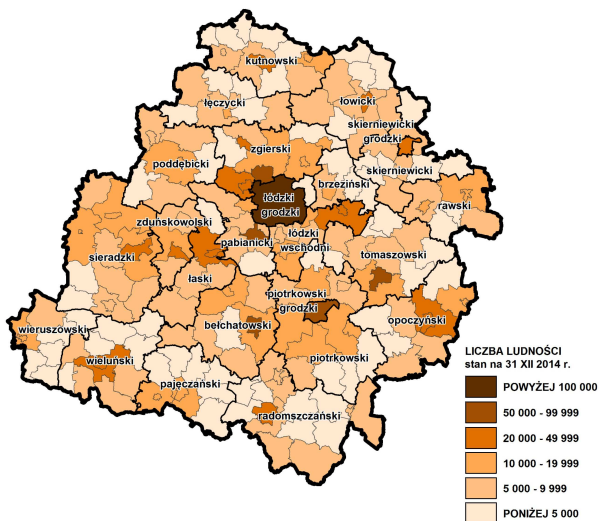 kutnowski
łęczycki
łowicki
skierniewicki
grodzki
zgierski
poddębicki
brzeziński
skierniewicki
łódzki
grodzki
rawski
zduńskowolski
pabianicki
łódzki
wschodni
sieradzki
tomaszowski
łaski
piotrkowski
grodzki
wieruszowski
bełchatowski
opoczyński
wieluński
piotrkowski
pajęczański
radomszczański
LICZBA LUDNOŚCI
stan na 31 XII 2014 r.
POWYŻEJ 100 000
50 000 - 99 999
20 000 - 49 999
10 000 - 19 999
5 000 - 9 999
PONIŻEJ 5 000